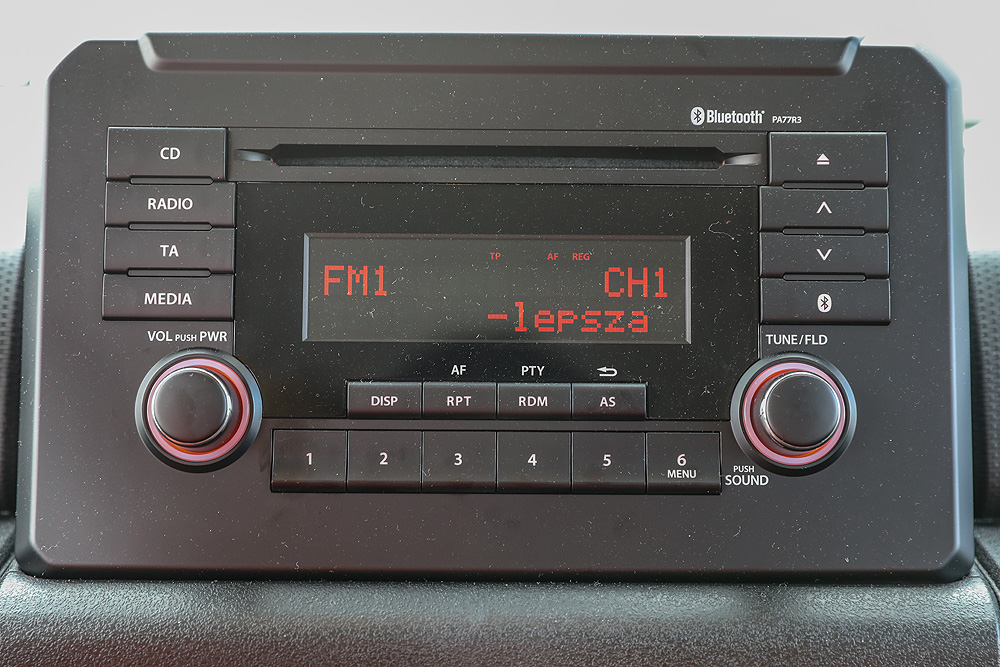 Bluetooth® PA77R3
CD
RADIO
TA
MEDIA
VOL PUSH PWR
TP AF REG
FM1 CH1
-lepsza
TUNE/FLD
AF PTY
DISP RPT RDM AS
1 2 3 4 5 6
MENU
PUSH
SOUND